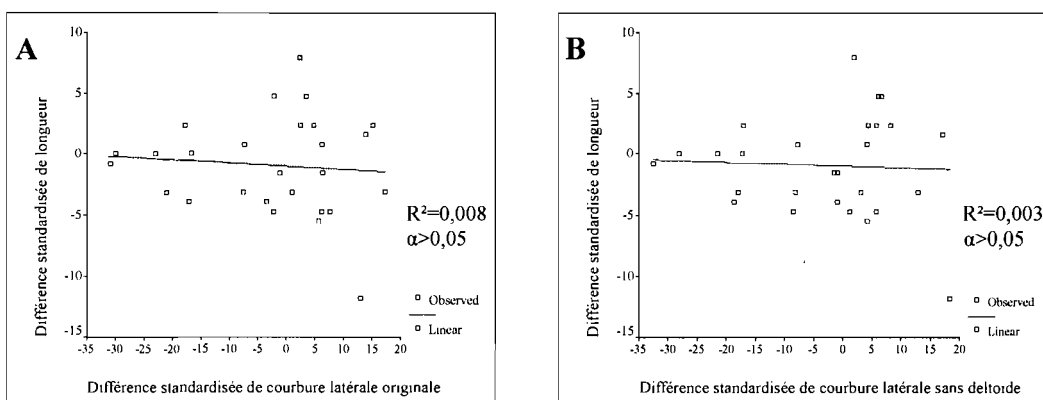 A
10
5
0
-5
-10
-15
Différence standardisée de longueur
-35 -30 -25 -20 -15 -10 -5 0 5 10 15 20
Différence standardisée de courbure latérale originale
R²=0,008
α>0,05
Observed
Linear
B
10
5
0
-5
-10
-15
Différence standardisée de longueur
-35 -30 -25 -20 -15 -10 -5 0 5 10 15 20
Différence standardisée de courbure latérale sans deltoïde
R²=0,003
α>0,05
Observed
Linear